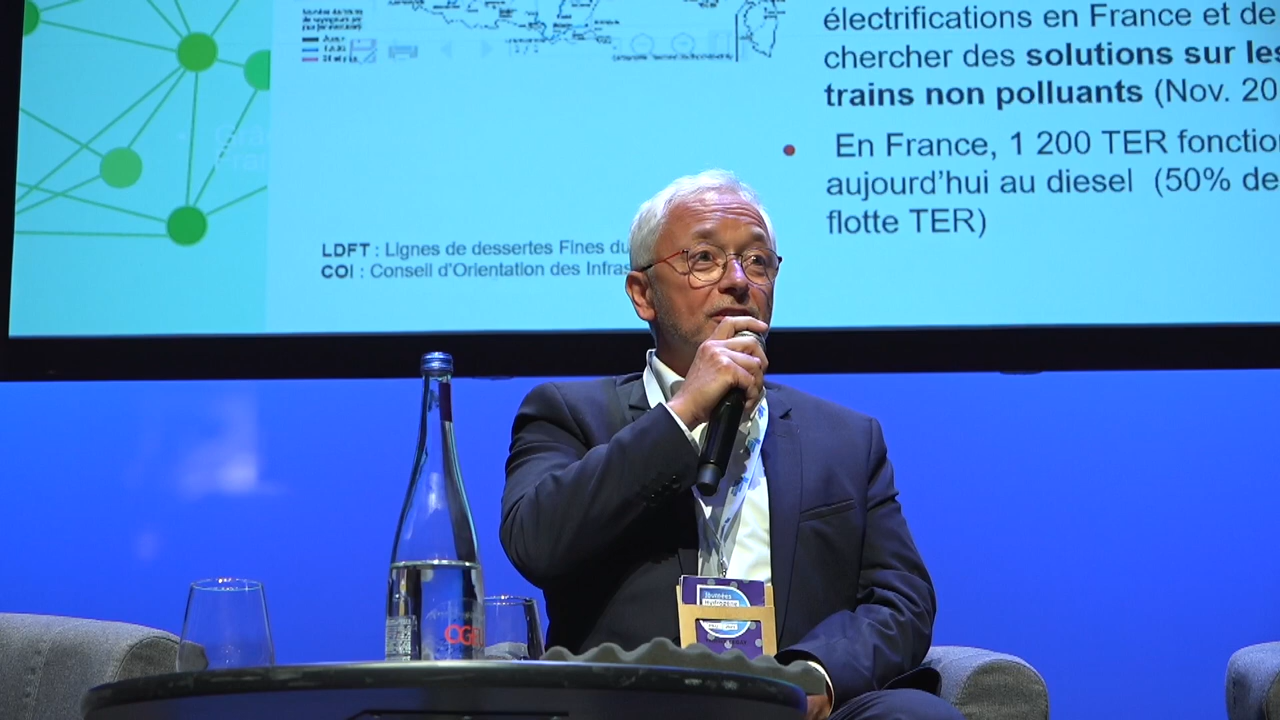 électrifications en France et de
chercher des solutions sur les
trains non polluants (Nov. 20
En France, 1 200 TER fonctio
aujourd'hui au diesel (50% de
flotte TER)
LDFT : Lignes de dessertes Fines du
COI : Conseil d'Orientation des Infras
Journées